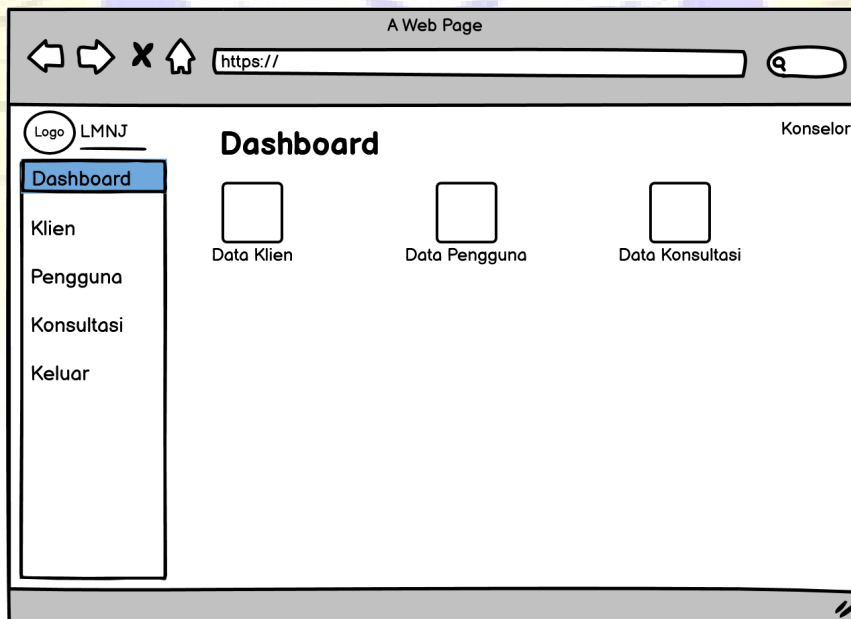 A Web Page
https://
Logo LMNJ
Konselor
Dashboard
Dashboard
Klien
Pengguna
Konsultasi
Keluar
Data Klien
Data Pengguna
Data Konsultasi